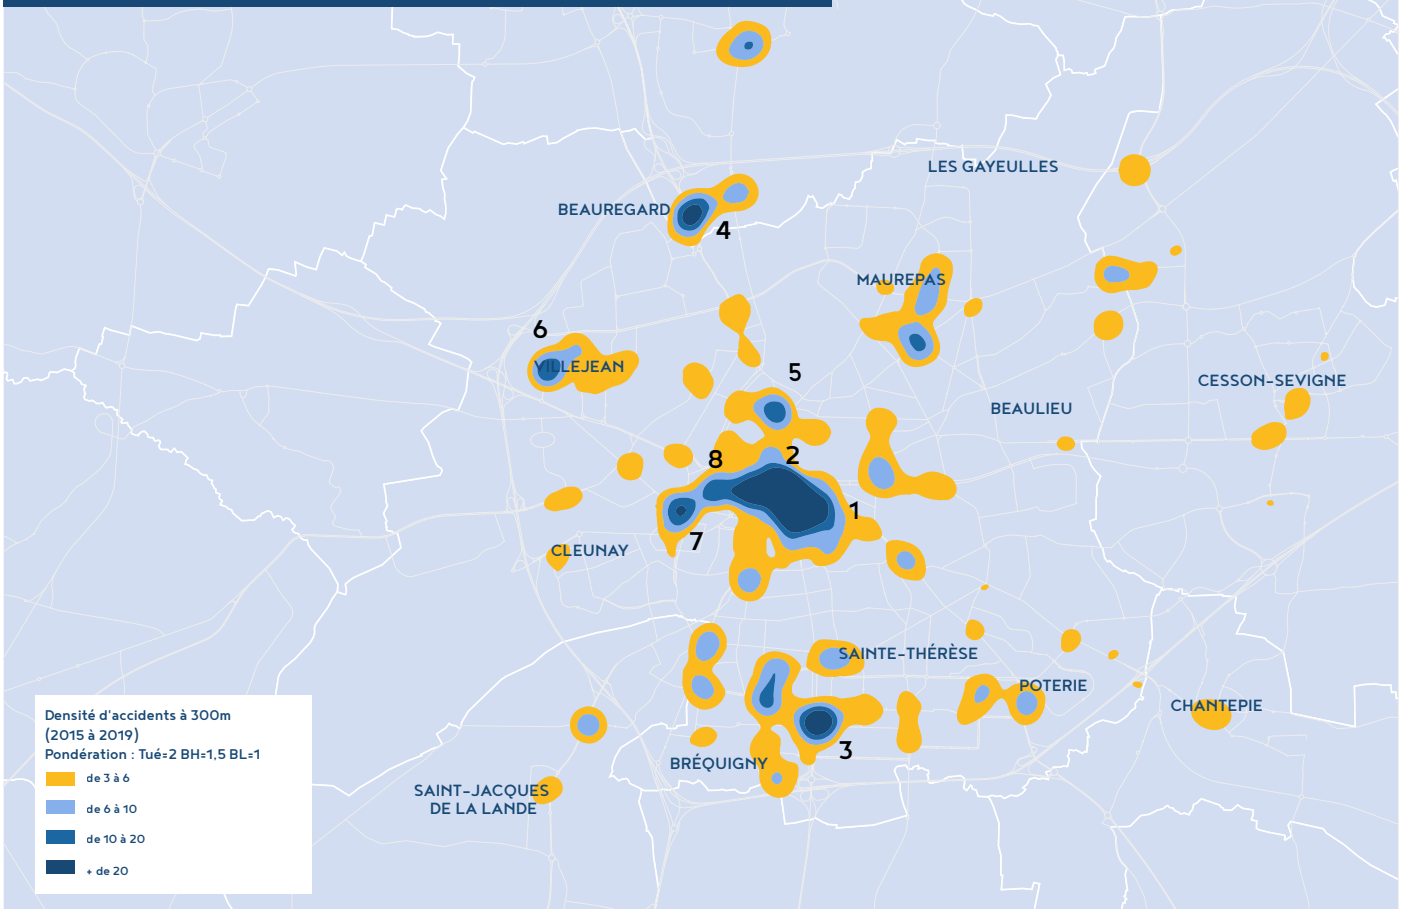 LES GAYEULLES
BEAUREGARD
4
MAUREPAS
6
VILLEJEAN
5
CESSON-SEVIGNE
BEAULIEU
8
2
1
7
CLEUNAY
SAINTE-THÉRÈSE
POTERIE
CHANTEPIE
3
BRÉQUIGNY
SAINT-JACQUES
DE LA LANDE
Densité d'accidents à 300m
(2015 à 2019)
Pondération : Tué=2 BH=1,5 BL=1
de 3 à 6
de 6 à 10
de 10 à 20
+ de 20